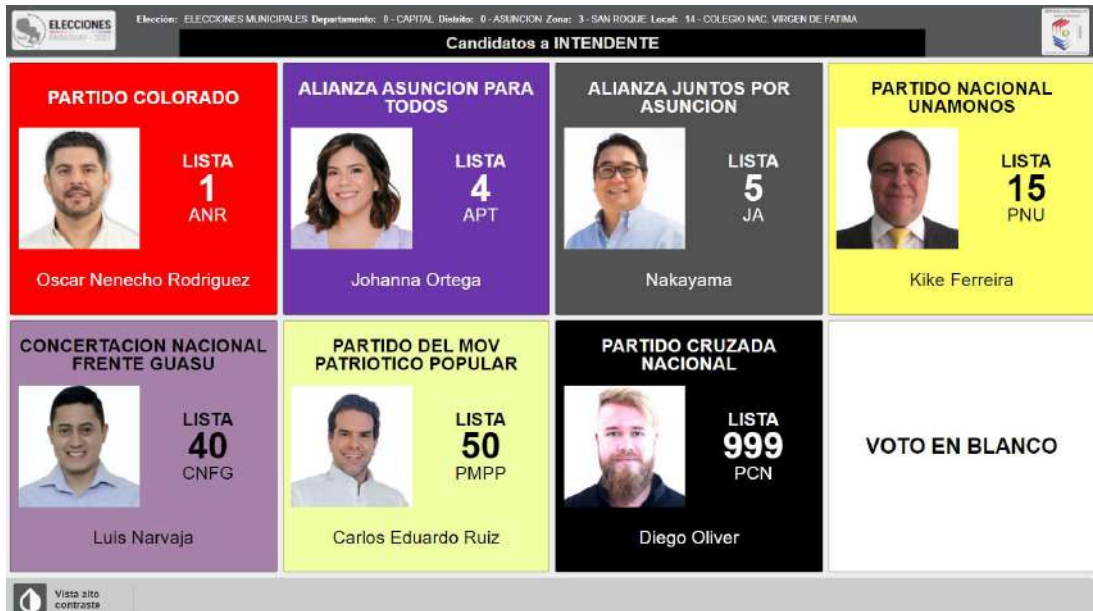 ELECCIONES
PARAGUAY - 2021
Elección: ELECCIONES MUNICIPALES Departamento: 0 - CAPITAL Distrito: 0 - ASUNCION Zona: 3 - SAN ROQUE Local: 14 - COLEGIO NAC. VIRGEN DE FATIMA
Candidatos a INTENDENTE
PARTIDO COLORADO
LISTA
1
ANR
Oscar Nenecho Rodriguez
ALIANZA ASUNCION PARA
TODOS
LISTA
4
APT
Johanna Ortega
ALIANZA JUNTOS POR
ASUNCION
LISTA
5
JA
Nakayama
PARTIDO NACIONAL
UNAMONOS
LISTA
15
PNU
Kike Ferreira
CONCERTACION NACIONAL
FRENTE GUASU
LISTA
40
CNFG
Luis Narvaja
PARTIDO DEL MOV
PATRIOTICO POPULAR
LISTA
50
PMPP
Carlos Eduardo Ruiz
PARTIDO CRUZADA
NACIONAL
LISTA
999
PCN
Diego Oliver
VOTO EN BLANCO
Vista alto
contraste